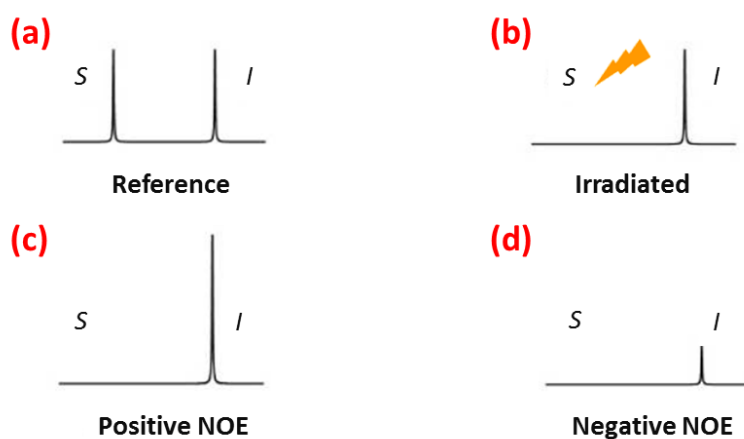 (a)
S
I
Reference
(b)
S
I
Irradiated
(c)
S
I
Positive NOE
(d)
S
I
Negative NOE